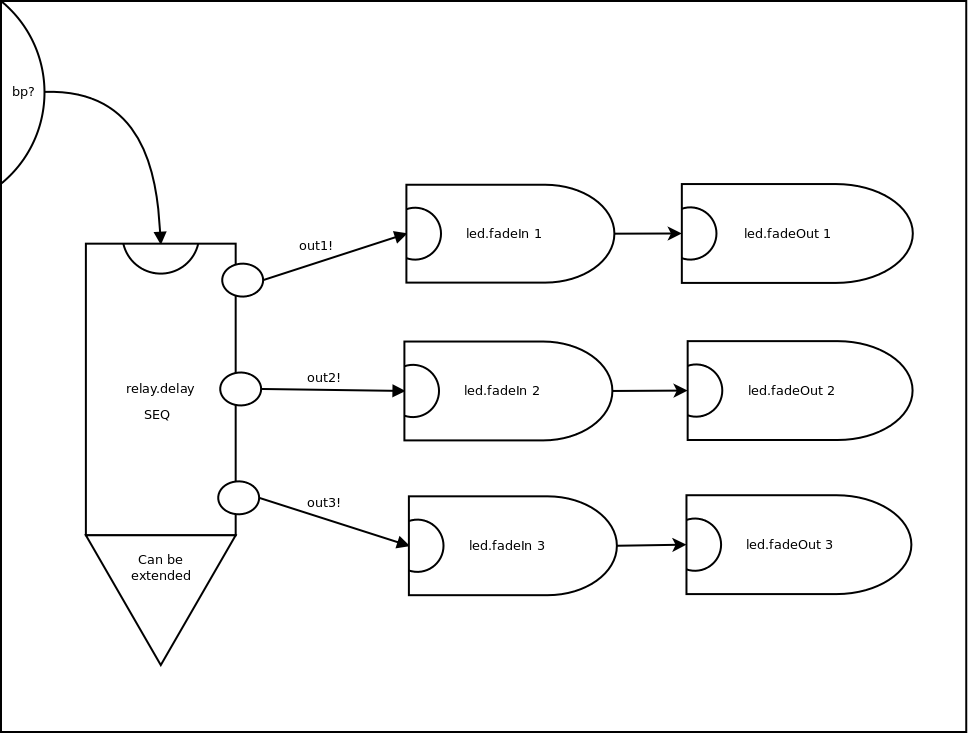 bp?
out1!
led.fadeIn 1
led.fadeOut 1
relay.delay
SEQ
out2!
led.fadeIn 2
led.fadeOut 2
out3!
led.fadeIn 3
led.fadeOut 3
Can be
extended